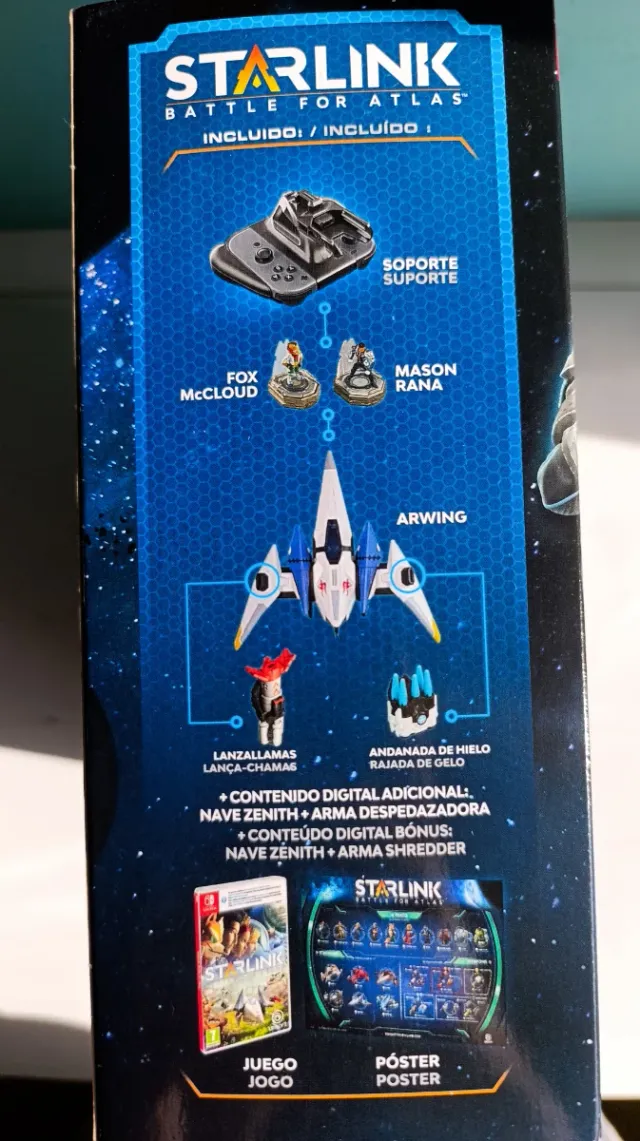 STARLINK
BATTLE FOR ATLAS™
INCLUIDO: / INCLUÍDO :
SOPORTE
SUPORTE
FOX
McCLOUD
MASON
RANA
ARWING
LANZALLAMAS
LANÇA-CHAMAS
ANDANADA DE HIELO
RAJADA DE GELO
+ CONTENIDO DIGITAL ADICIONAL:
NAVE ZENITH + ARMA DESPEDAZADORA
+ CONTEÚDO DIGITAL BÓNUS:
NAVE ZENITH + ARMA SHREDDER
STARLINK
STARLINK
BATTLE FOR ATLAS
JUEGO
JOGO
PÓSTER
POSTER